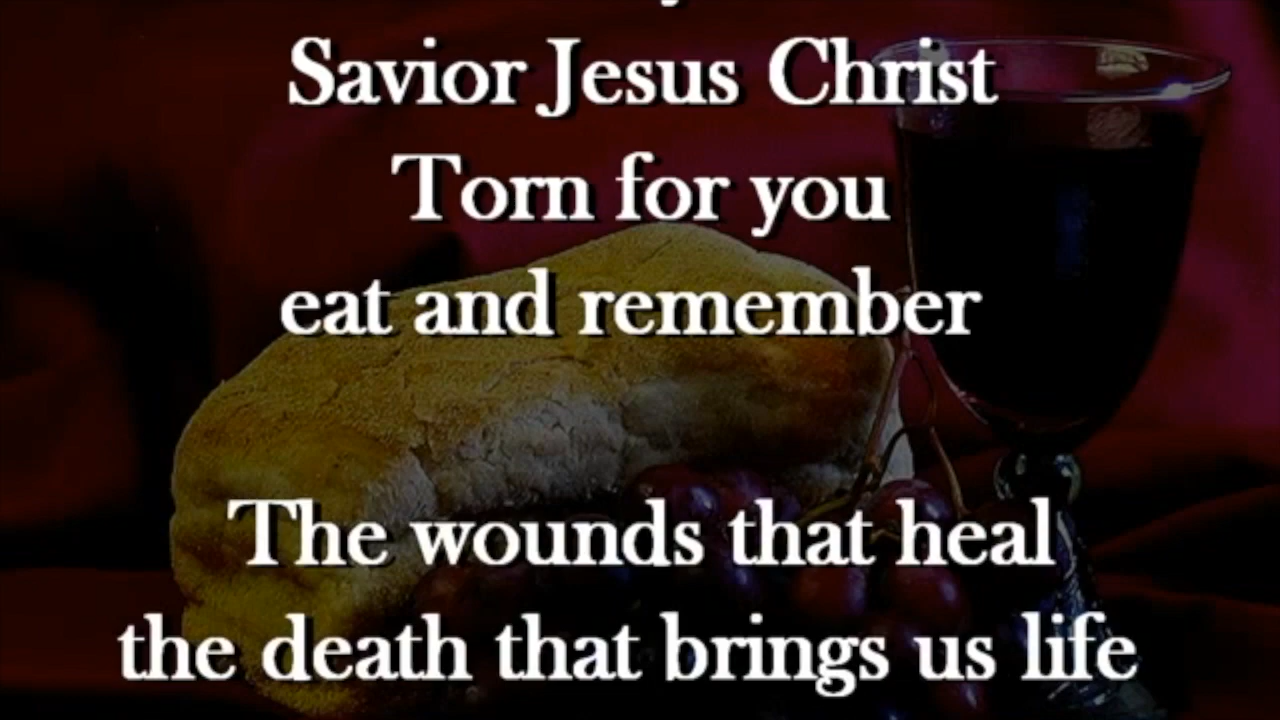 Savior Jesus Christ
Torn for you
eat and remember
The wounds that heal
the death that brings us life